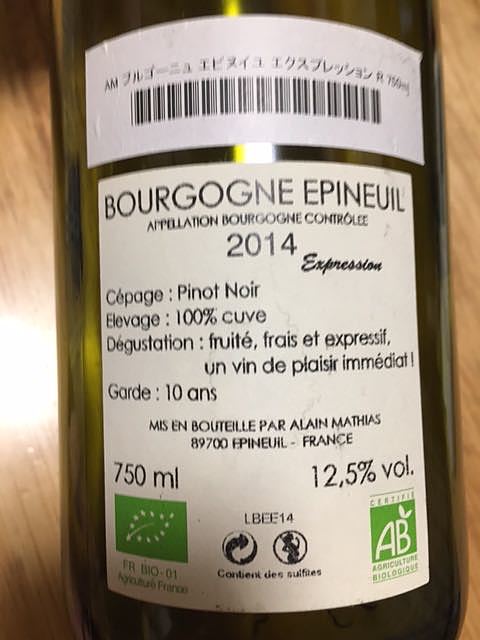 AM ブルゴーニュ エピヌイユ エクスプレッション R 750ml
BOURGOGNE EPINEUIL
APPELLATION BOURGOGNE CONTRÔLÉE
2014
Expression
Cépage : Pinot Noir
Elevage : 100% cuve
Dégustation : fruité, frais et expressif,
un vin de plaisir immédiat !
Garde : 10 ans
MIS EN BOUTEILLE PAR ALAIN MATHIAS
89700 EPINEUIL - FRANCE
750 ml
12,5% vol.
LBEE14
CERTIFIÉ
AB
AGRICULTURE
BIOLOGIQUE
FR BIO-01
Agriculture France
Contient des sulfites